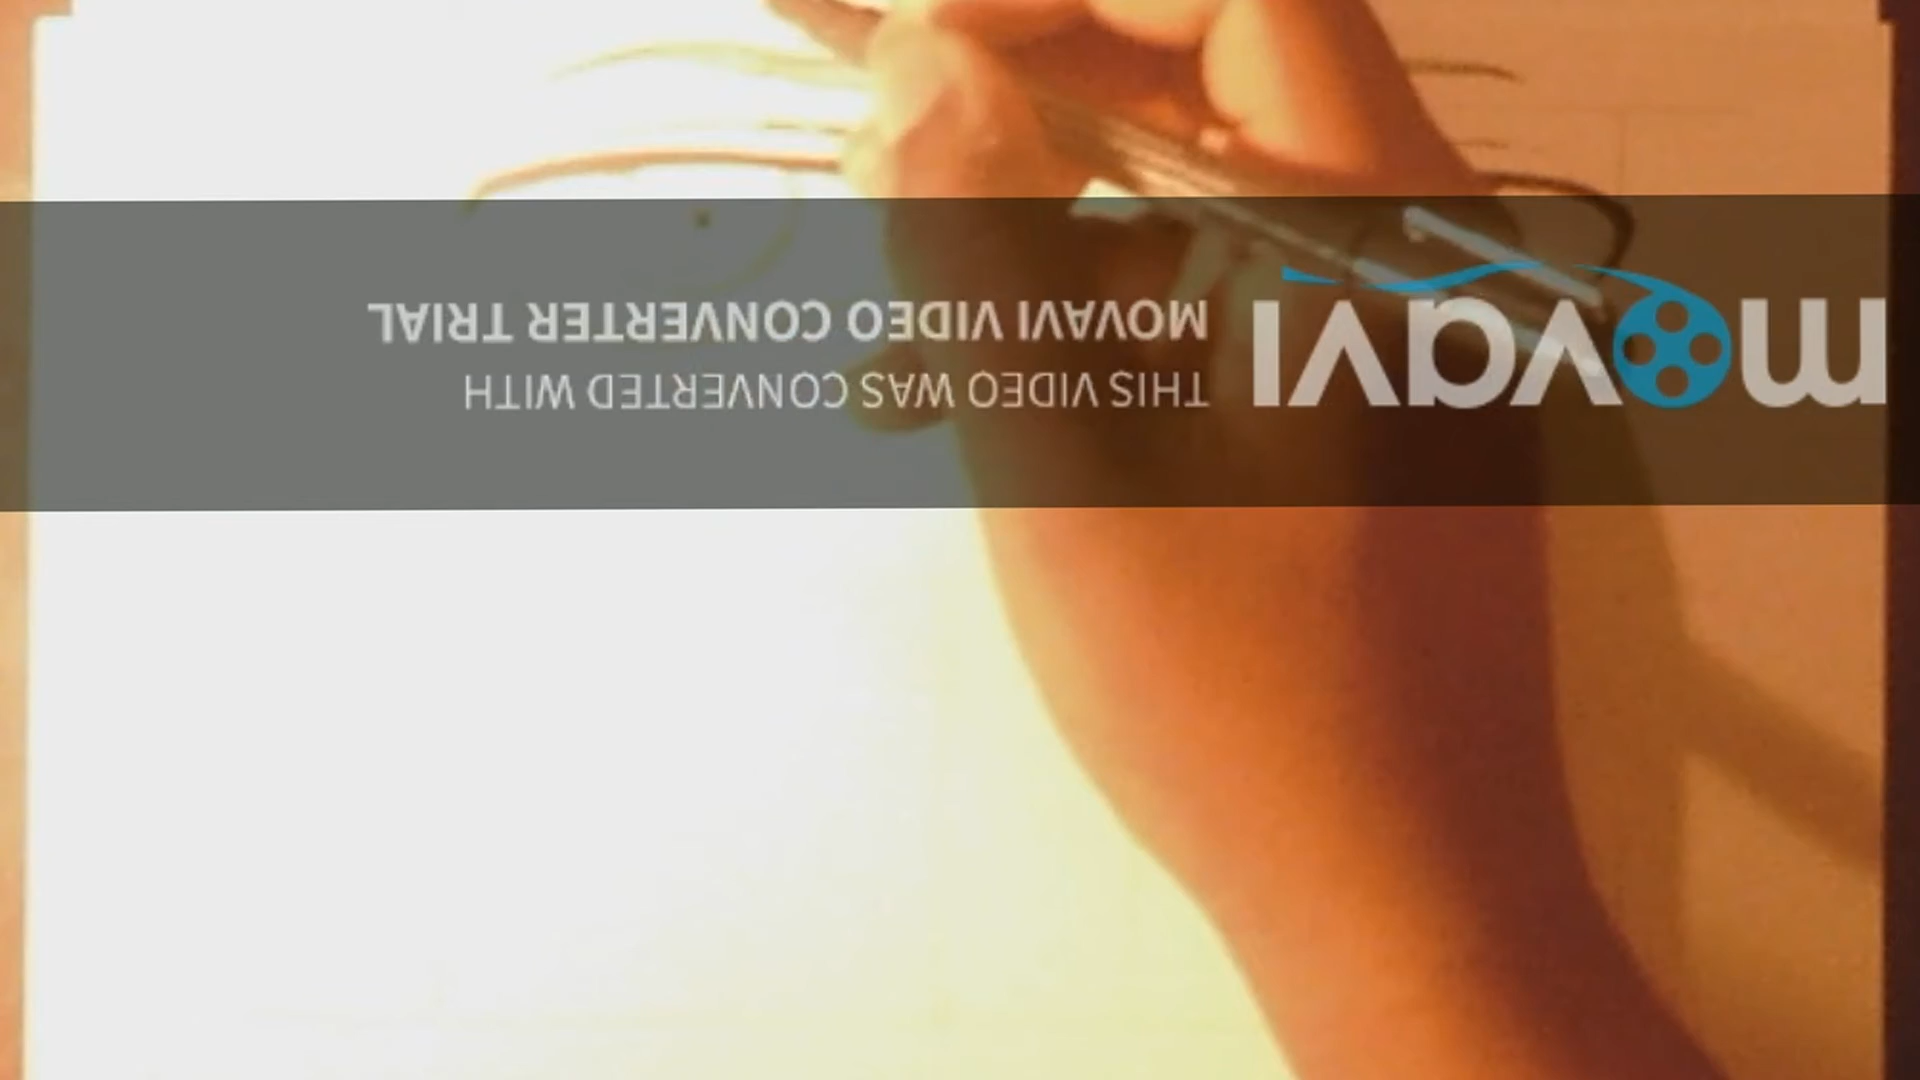 THIS VIDEO WAS CONVERTED WITH
MOVAVI VIDEO CONVERTER TRIAL
movavi